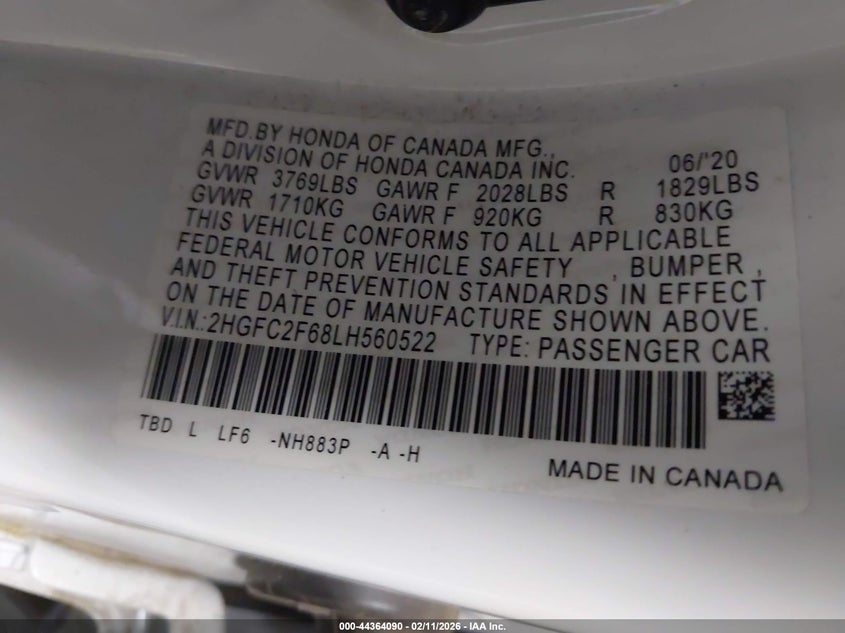 MFD.BY HONDA OF CANADA MFG.,
A DIVISION OF HONDA CANADA INC. 06/'20
GVWR 3769LBS GAWR F 2028LBS R 1829LBS
GVWR 1710KG GAWR F 920KG R 830KG
THIS VEHICLE CONFORMS TO ALL APPLICABLE
FEDERAL MOTOR VEHICLE SAFETY , BUMPER ,
AND THEFT PREVENTION STANDARDS IN EFFECT
ON THE DATE OF MANUFACTURE SHOWN ABOVE.
V.I.N.:2HGFC2F68LH560522 TYPE: PASSENGER CAR
TBD L LF6 -NH883P -A -H
MADE IN CANADA
000-44364090 - 02/11/2026 - IAA Inc.